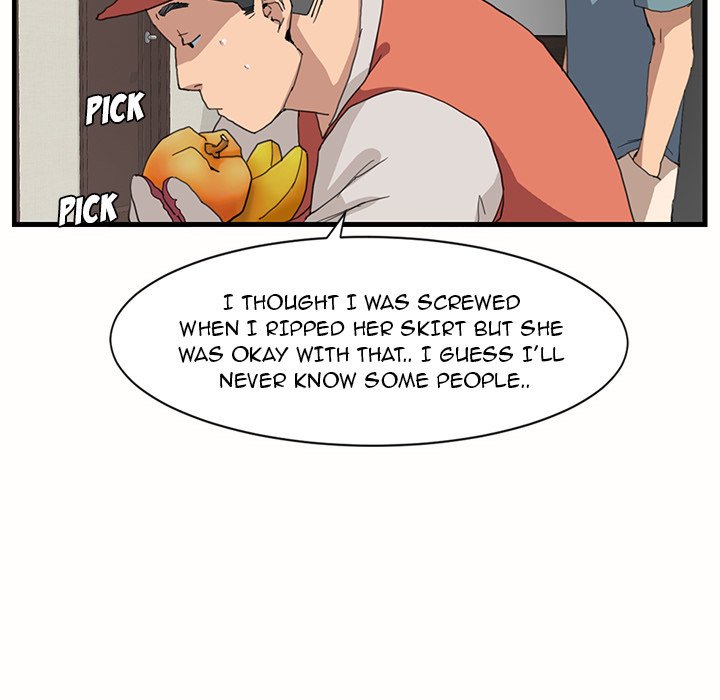 PICK
PICK
I THOUGHT I WAS SCREWED
WHEN I RIPPED HER SKIRT BUT SHE
WAS OKAY WITH THAT.. I GUESS I'LL
NEVER KNOW SOME PEOPLE..